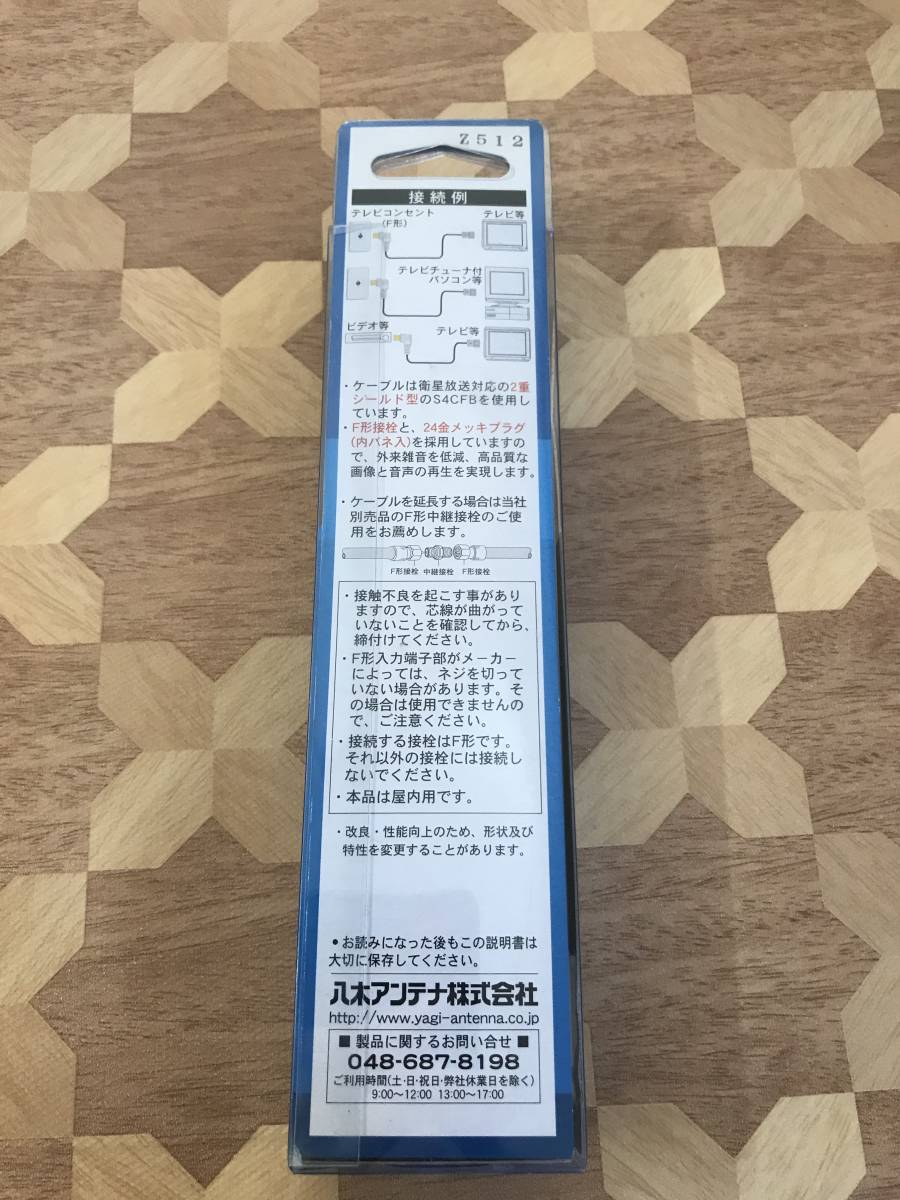 Z512
接続例
テレビコンセント
(F形)
テレビ等
テレビチューナ付
パソコン等
ビデオ等
テレビ等
・ケーブルは衛星放送対応の2重
シールド型のS4CFBを使用し
ています。
・F形接栓と、24金メッキプラグ
(内バネ入)を採用していますの
で、外来雑音を低減、高品質な
画像と音声の再生を実現します。
・ケーブルを延長する場合は当社
別売品のF形中継接栓のご使
用をお薦めします。
F形接栓 中継接栓 F形接栓
・接触不良を起こす事があり
ますので、芯線が曲がって
いないことを確認してから、
締付けてください。
・F形入力端子部がメーカー
によっては、ネジを切って
いない場合があります。そ
の場合は使用できませんの
で、ご注意ください。
・接続する接栓はF形です。
それ以外の接栓には接続し
ないでください。
・本品は屋内用です。
・改良・性能向上のため、形状及び
特性を変更することがあります。
●お読みになった後もこの説明書は
大切に保存してください。
八木アンテナ株式会社
http://www.yagi-antenna.co.jp
■ 製品に関するお問い合せ ■
048-687-8198
ご利用時間(土・日・祝日・弊社休業日を除く)
9:00〜12:00 13:00〜17:00